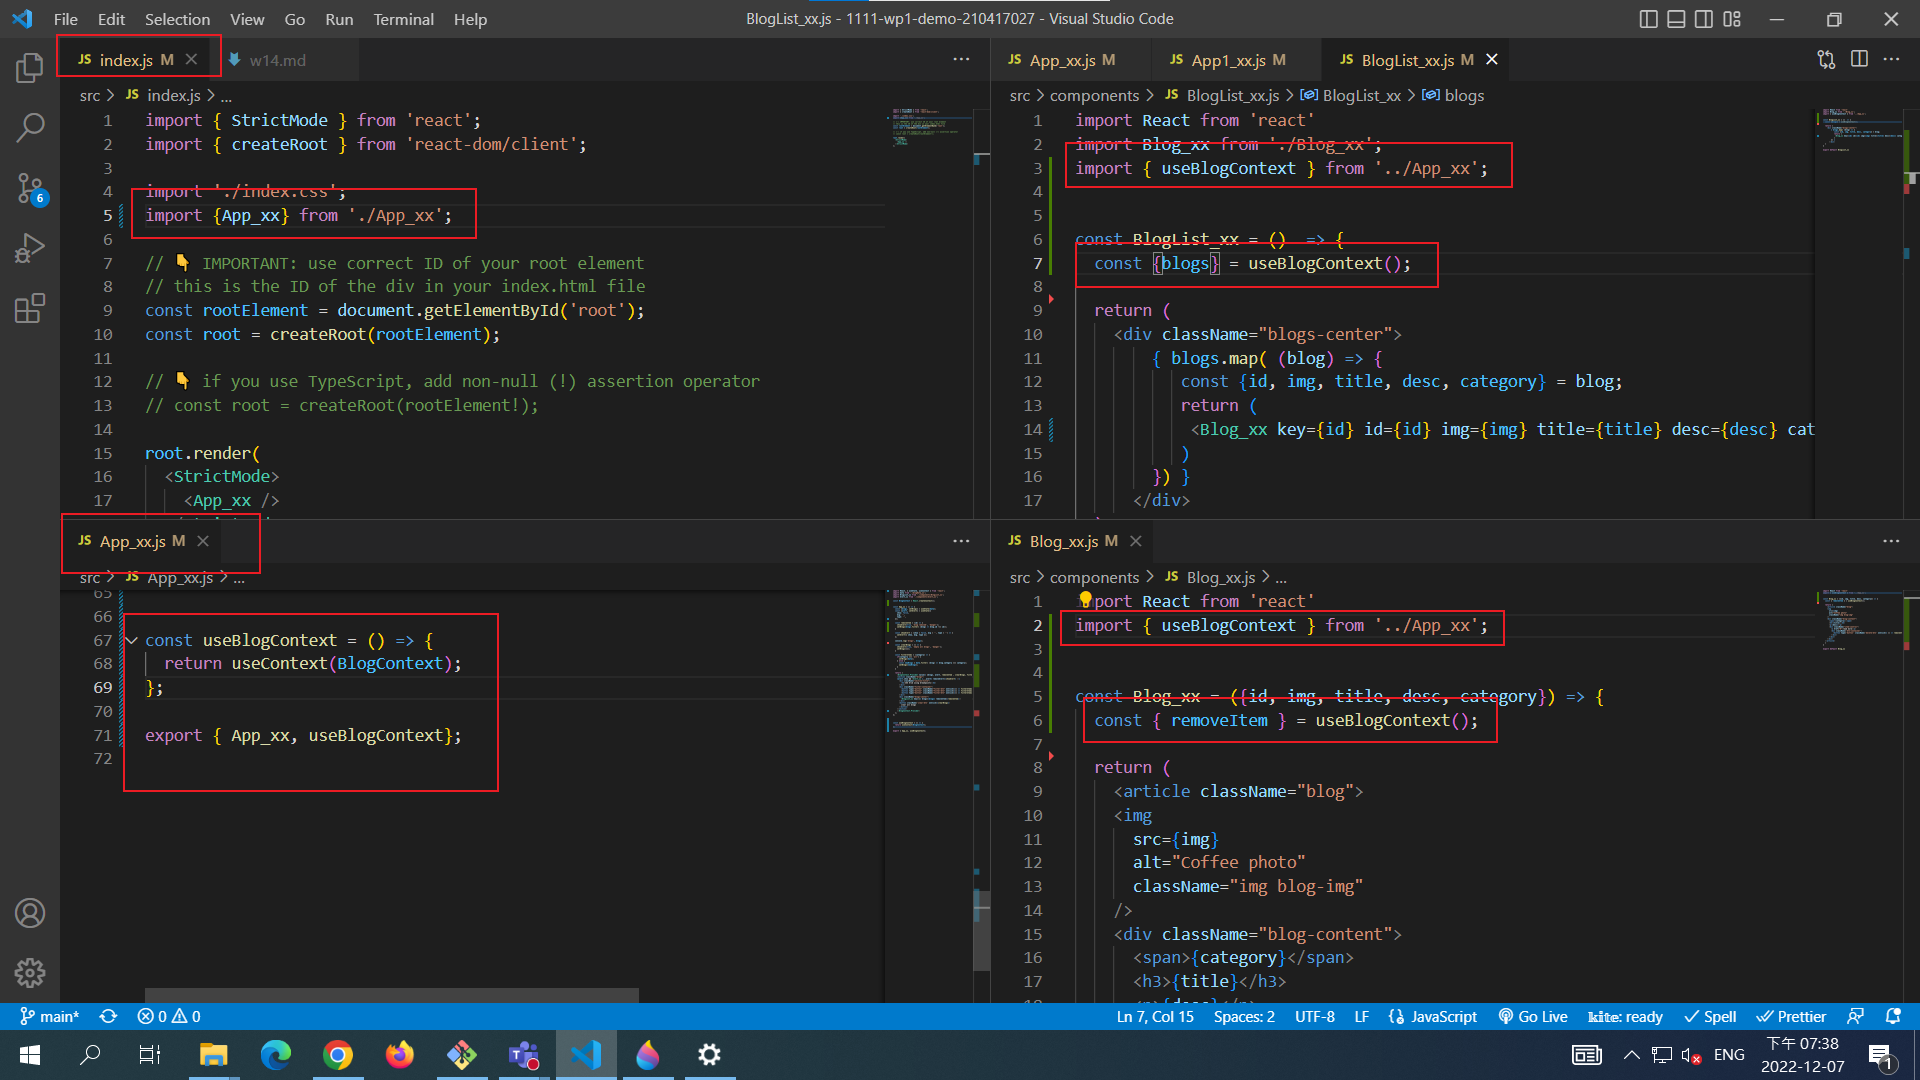 File Edit Selection View Go Run Terminal Help
BlogList_xx.js - 1111-wp1-demo-210417027 - Visual Studio Code
JS index.js M
w14.md
src > JS index.js > ...
1 import { StrictMode } from 'react';
2 import { createRoot } from 'react-dom/client';
3
4 import './index.css';
5 import {App_xx} from './App_xx';
6
7 // 👇 IMPORTANT: use correct ID of your root element
8 // this is the ID of the div in your index.html file
9 const rootElement = document.getElementById('root');
10 const root = createRoot(rootElement);
11
12 // 👇 if you use TypeScript, add non-null (!) assertion operator
13 // const root = createRoot(rootElement!);
14
15 root.render(
16 <StrictMode>
17 <App_xx />
JS App_xx.js M
src > JS App_xx.js > ...
65
66
67 const useBlogContext = () => {
68 return useContext(BlogContext);
69 };
70
71 export { App_xx, useBlogContext};
72
JS App_xx.js M
JS App1_xx.js M
JS BlogList_xx.js M
src > components > JS BlogList_xx.js > BlogList_xx > blogs
1 import React from 'react'
2 import Blog_xx from './Blog_xx';
3 import { useBlogContext } from '../App_xx';
4
5
6 const BlogList_xx = () => {
7 const {blogs} = useBlogContext();
8
9 return (
10 <div className="blogs-center">
11 { blogs.map( (blog) => {
12 const {id, img, title, desc, category} = blog;
13 return (
14 <Blog_xx key={id} id={id} img={img} title={title} desc={desc} cat
15 )
16 }) }
17 </div>
JS Blog_xx.js M
src > components > JS Blog_xx.js > ...
1 import React from 'react'
2 import { useBlogContext } from '../App_xx';
3
4
5 const Blog_xx = ({id, img, title, desc, category}) => {
6 const { removeItem } = useBlogContext();
7
8 return (
9 <article className="blog">
10 <img
11 src={img}
12 alt="Coffee photo"
13 className="img blog-img"
14 />
15 <div className="blog-content">
16 <span>{category}</span>
17 <h3>{title}</h3>
6
main*
0 0
Ln 7, Col 15
Spaces: 2
UTF-8
LF
JavaScript
Go Live
kite: ready
Spell
Prettier
ENG
下午 07:38
2022-12-07
1